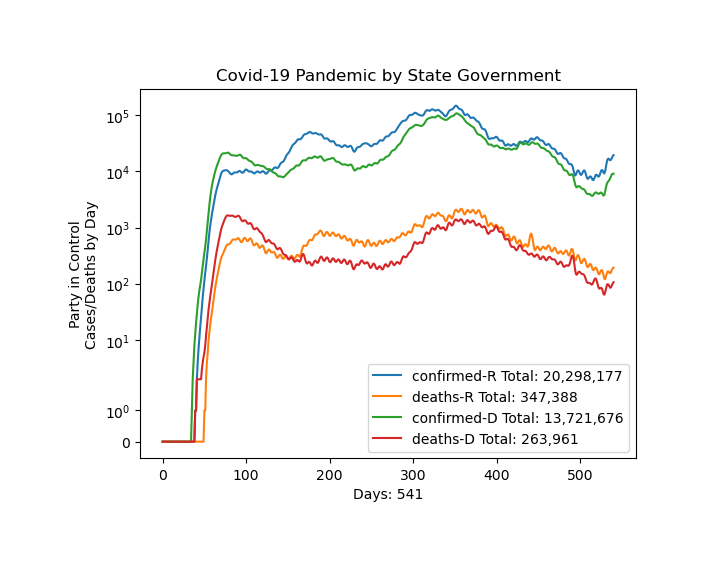 Covid-19 Pandemic by State Government
Party in Control
Cases/Deaths by Day
10⁵
10⁴
10³
10²
10¹
10⁰
0
confirmed-R Total: 20,298,177
deaths-R Total: 347,388
confirmed-D Total: 13,721,676
deaths-D Total: 263,961
0 100 200 300 400 500
Days: 541